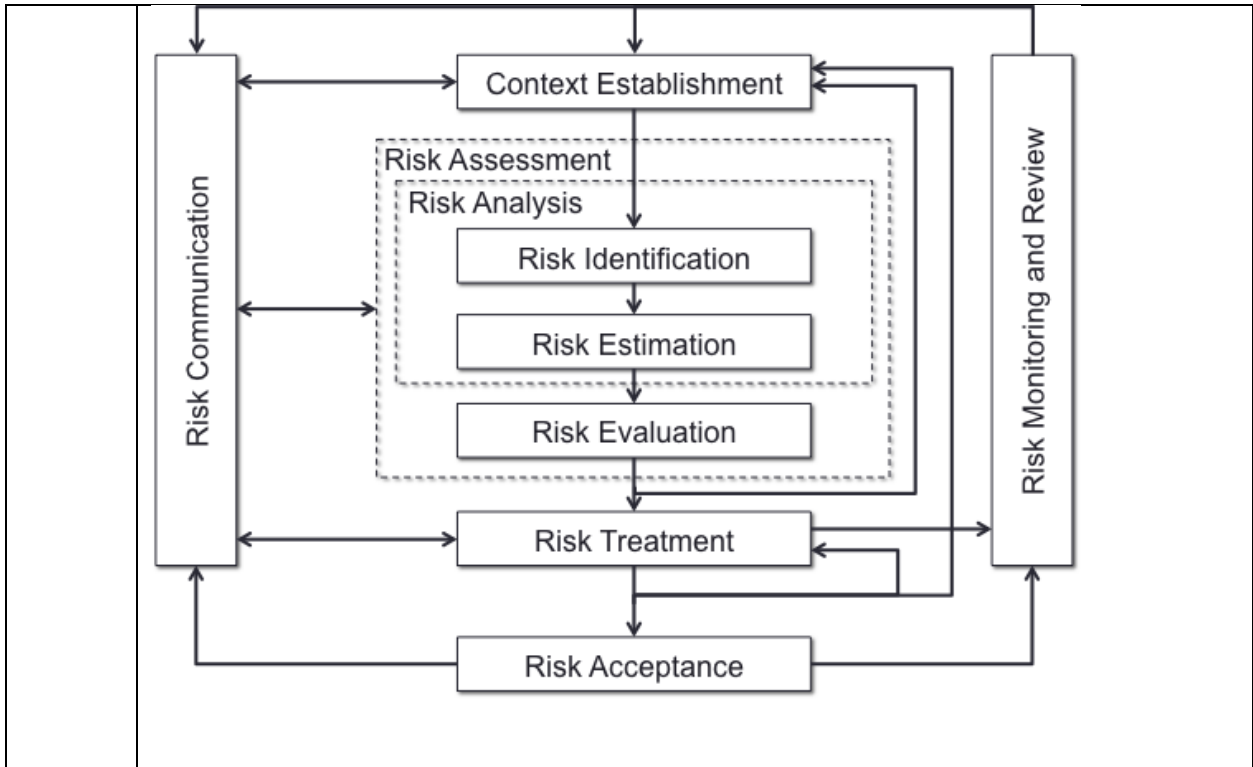 Context Establishment
Risk Assessment
Risk Analysis
Risk Identification
Risk Estimation
Risk Evaluation
Risk Treatment
Risk Acceptance
Risk Communication
Risk Monitoring and Review